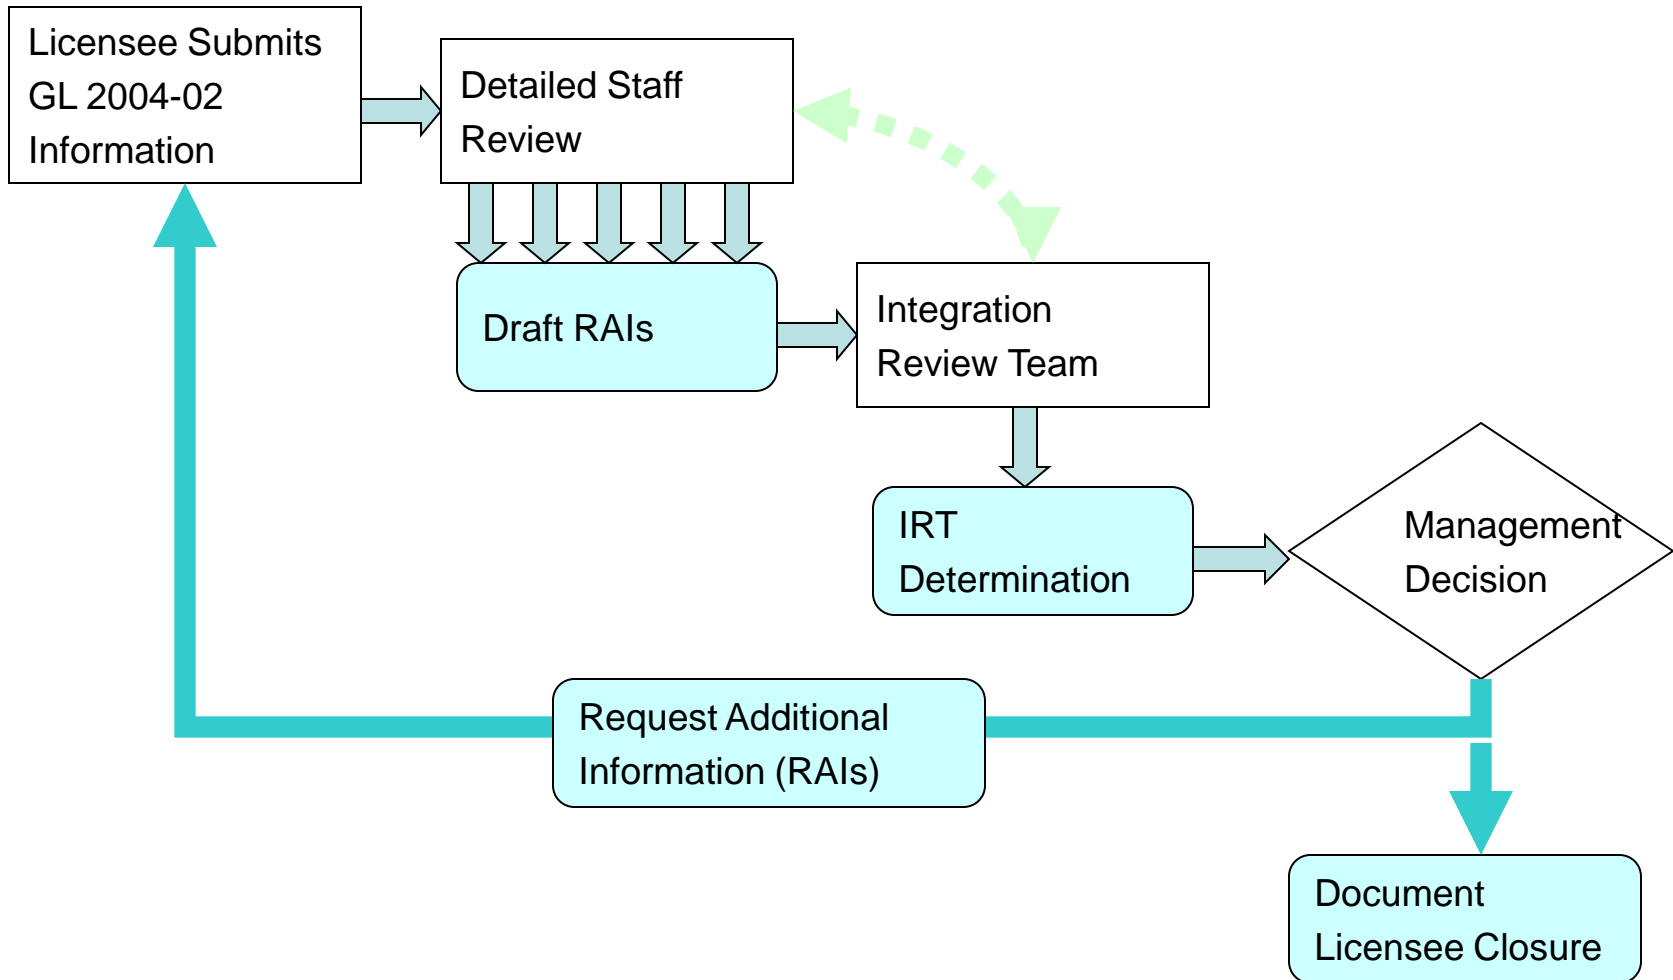 Licensee Submits
GL 2004-02
Information
Detailed Staff
Review
Draft RAIs
Integration
Review Team
IRT
Determination
Management
Decision
Request Additional
Information (RAIs)
Document
Licensee Closure